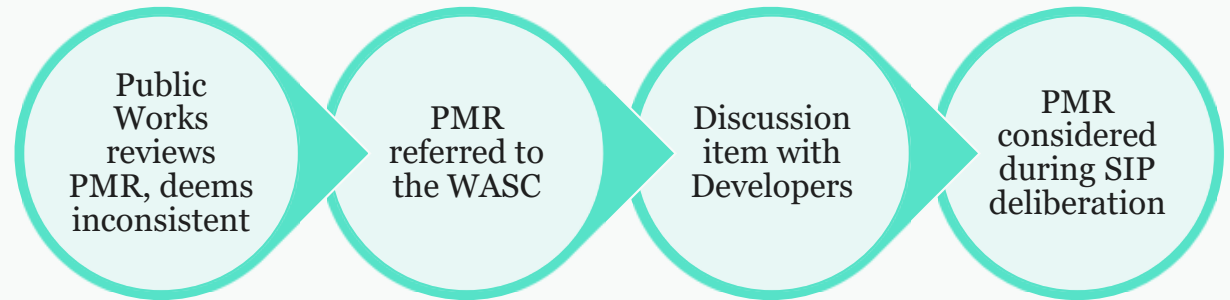 Public
Works
reviews
PMR, deems
inconsistent
PMR
referred to
the WASC
Discussion
item with
Developers
PMR
considered
during SIP
deliberation